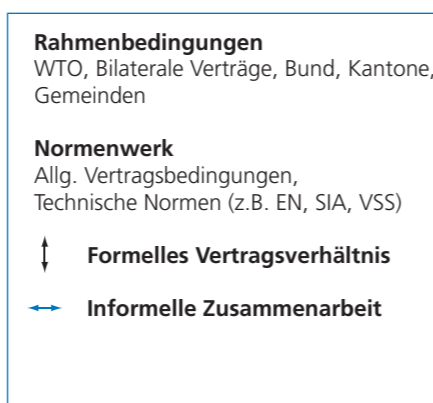 Rahmenbedingungen
WTO, Bilaterale Verträge, Bund, Kantone,
Gemeinden
Normenwerk
Allg. Vertragsbedingungen,
Technische Normen (z.B. EN, SIA, VSS)
Formelles Vertragsverhältnis
Informelle Zusammenarbeit